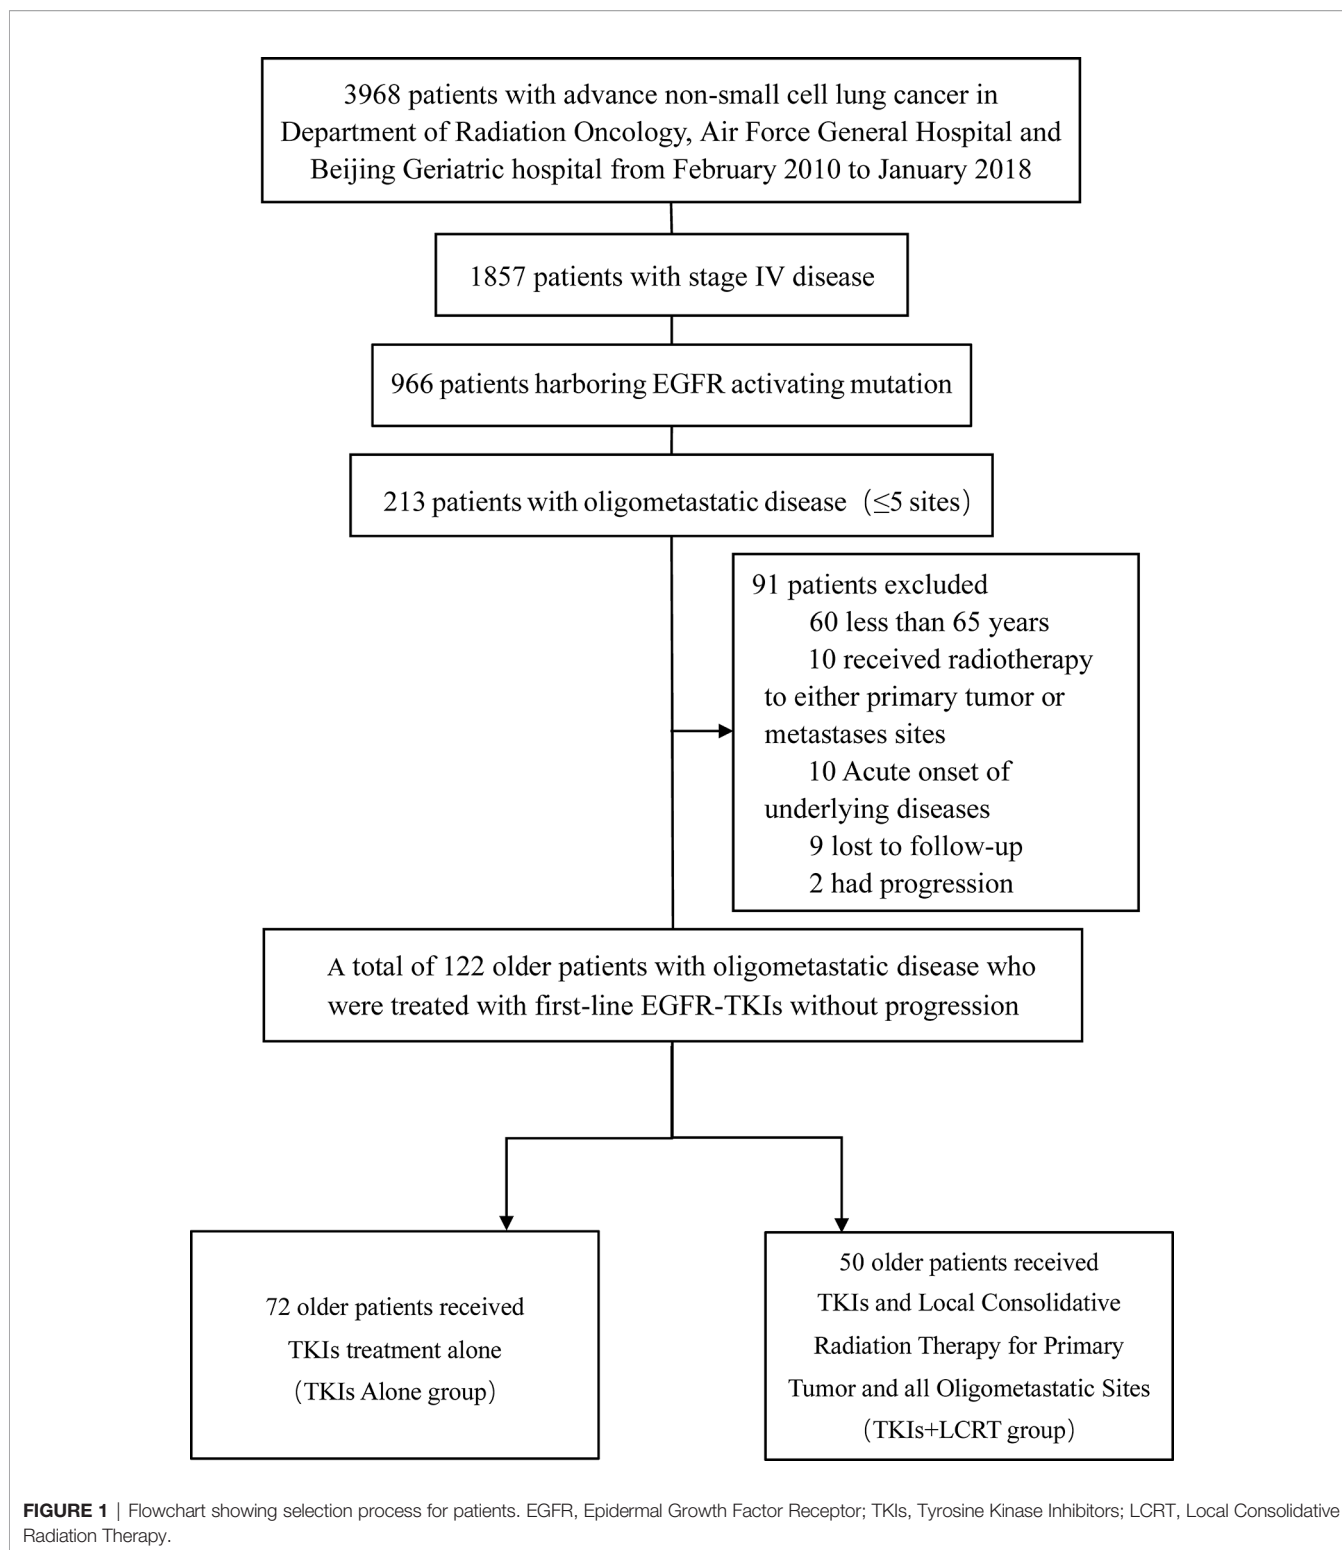 3968 patients with advance non-small cell lung cancer in
Department of Radiation Oncology, Air Force General Hospital and
Beijing Geriatric hospital from February 2010 to January 2018
1857 patients with stage IV disease
966 patients harboring EGFR activating mutation
213 patients with oligometastatic disease（≤5 sites）
91 patients excluded
60 less than 65 years
10 received radiotherapy
to either primary tumor or
metastases sites
10 Acute onset of
underlying diseases
9 lost to follow-up
2 had progression
A total of 122 older patients with oligometastatic disease who
were treated with first-line EGFR-TKIs without progression
72 older patients received
TKIs treatment alone
（TKIs Alone group）
50 older patients received
TKIs and Local Consolidative
Radiation Therapy for Primary
Tumor and all Oligometastatic Sites
（TKIs+LCRT group）
FIGURE 1 | Flowchart showing selection process for patients. EGFR, Epidermal Growth Factor Receptor; TKIs, Tyrosine Kinase Inhibitors; LCRT, Local Consolidative
Radiation Therapy.